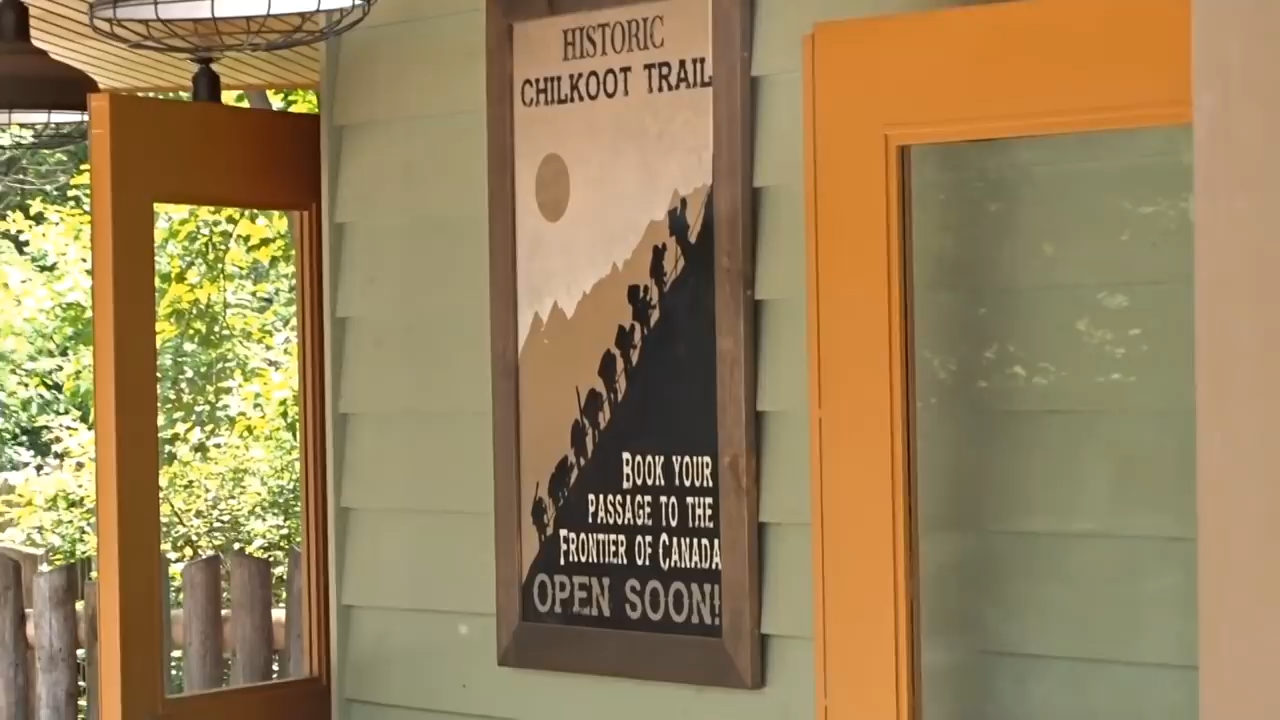 HISTORIC
CHILKOOT TRAIL
BOOK YOUR
PASSAGE TO THE
FRONTIER OF CANADA
OPEN SOON!